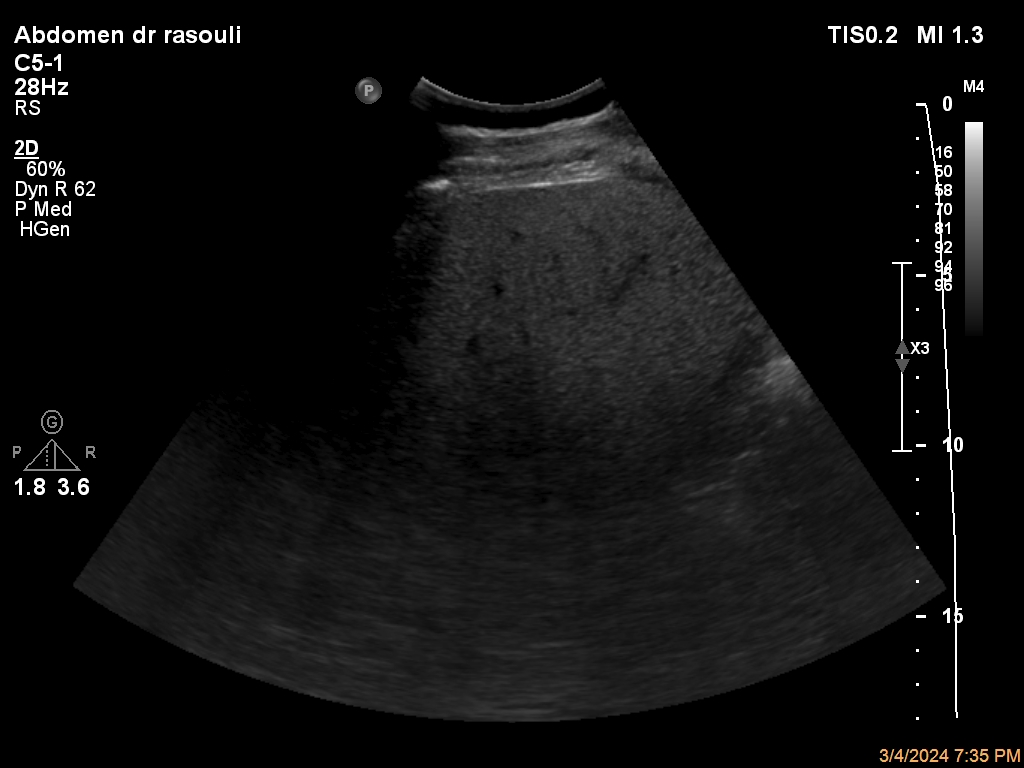 Abdomen dr rasouli
TIS0.2 MI 1.3
C5-1
28Hz
RS
2D
60%
Dyn R 62
P Med
HGen
P
M4
0
16
50
58
70
81
92
94
5
96
X3
G
P R
1.8 3.6
10
15
3/4/2024 7:35 PM